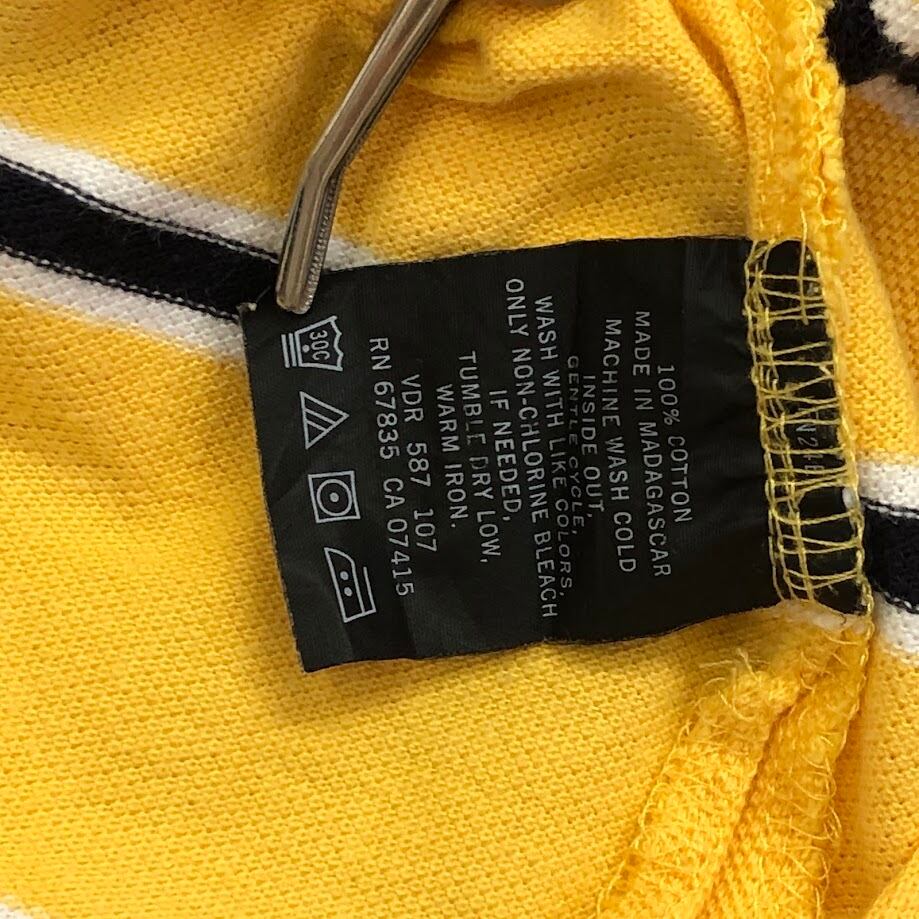 100% COTTON
MADE IN MADAGASCAR
MACHINE WASH COLD
INSIDE OUT,
GENTLE CYCLE,
WASH WITH LIKE COLORS,
ONLY NON-CHLORINE BLEACH
IF NEEDED,
TUMBLE DRY LOW,
WARM IRON.
VDR 587 107
RN 67835 CA 07415
30C